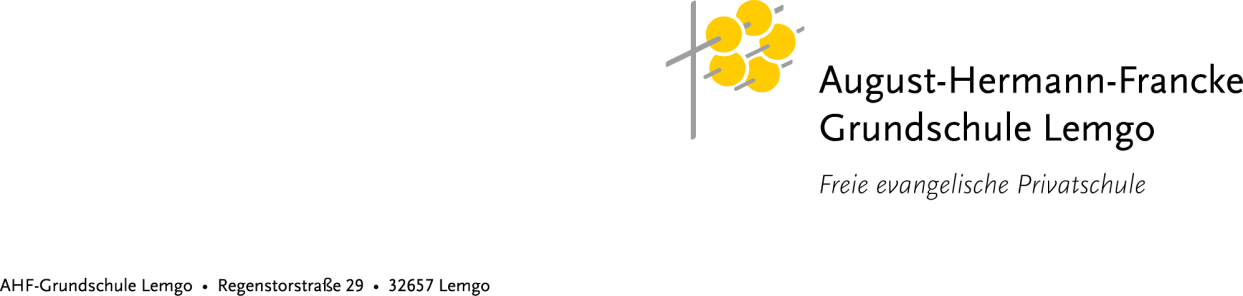 August-Hermann-Francke
Grundschule Lemgo
Freie evangelische Privatschule
AHF-Grundschule Lemgo • Regenstorstraße 29 • 32657 Lemgo